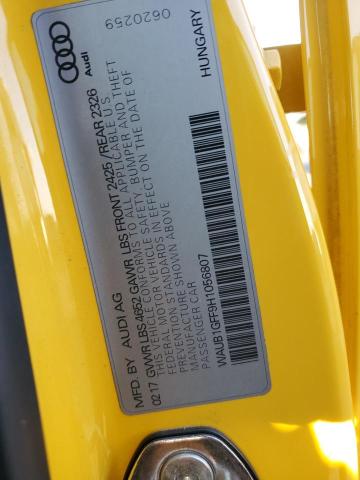 MFD. BY AUDI AG
02 17 GVWR LBS 4652 GAWR LBS FRONT 2425 / REAR 2326
THIS VEHICLE CONFORMS TO ALL APPLICABLE U.S.
FEDERAL MOTOR VEHICLE SAFETY, BUMPER AND THEFT
PREVENTION STANDARDS IN EFFECT ON THE DATE OF
MANUFACTURE SHOWN ABOVE
PASSENGER CAR
WAUB1GFF9H1056807
HUNGARY
Audi
0620259